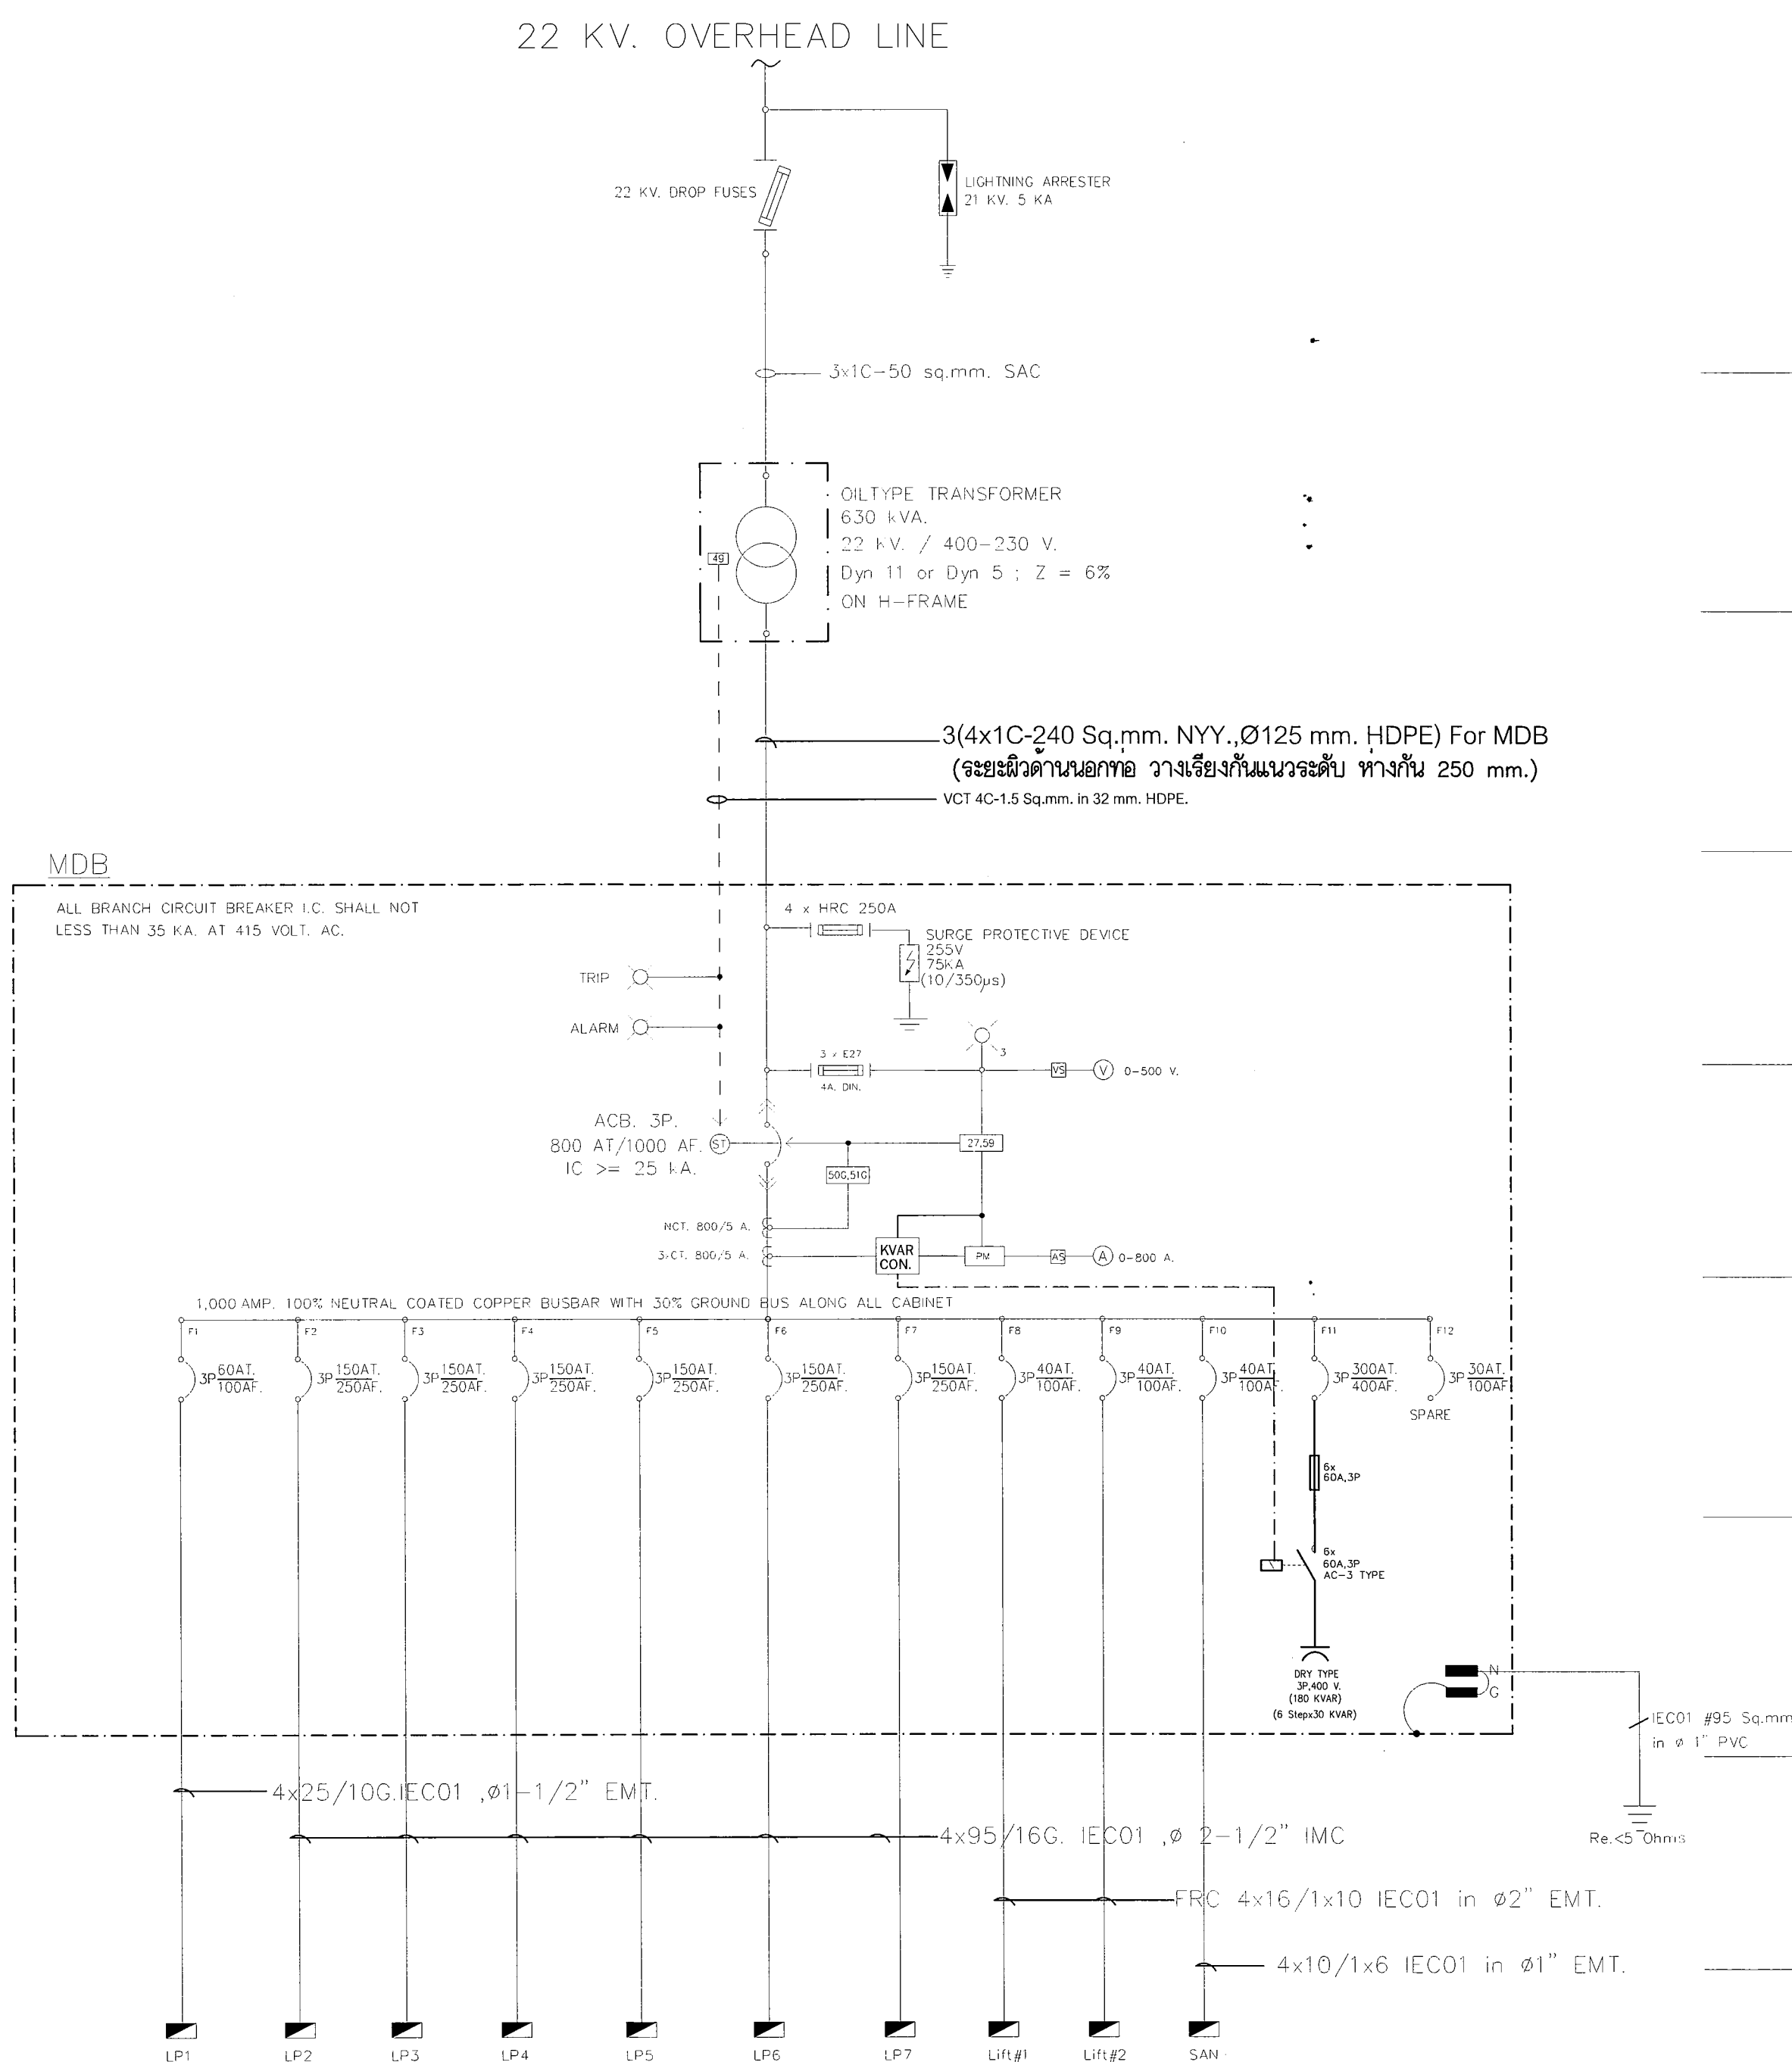 22 KV. OVERHEAD LINE
22 KV. DROP FUSES
LIGHTNING ARRESTER
21 KV. 5 KA
3x1C-50 sq.mm. SAC
OILTYPE TRANSFORMER
630 kVA.
22 KV. / 400-230 V.
Dyn 11 or Dyn 5 ; Z = 6%
ON H-FRAME
49
3(4x1C-240 Sq.mm. NYY.,Ø125 mm. HDPE) For MDB
(ระยะผิวด้านนอกท่อ วางเรียงกันแนวระดับ ห่างกัน 250 mm.)
VCT 4C-1.5 Sq.mm. in 32 mm. HDPE.
MDB
ALL BRANCH CIRCUIT BREAKER I.C. SHALL NOT
LESS THAN 35 KA. AT 415 VOLT. AC.
4 x HRC 250A
SURGE PROTECTIVE DEVICE
255V
75KA
(10/350µs)
TRIP
ALARM
3 x E27
4A. DIN.
3
VS
V
0-500 V.
ACB. 3P.
800 AT/1000 AF.
IC >= 25 kA.
ST
27,59
50G,51G
NCT. 800/5 A.
3xCT. 800/5 A.
KVAR
CON.
PM
AS
A
0-800 A.
1,000 AMP. 100% NEUTRAL COATED COPPER BUSBAR WITH 30% GROUND BUS ALONG ALL CABINET
F1 F2 F3 F4 F5 F6 F7 F8 F9 F10 F11 F12
3P 60AT. 100AF.
3P 150AT. 250AF.
3P 150AT. 250AF.
3P 150AT. 250AF.
3P 150AT. 250AF.
3P 150AT. 250AF.
3P 150AT. 250AF.
3P 40AT. 100AF.
3P 40AT. 100AF.
3P 40AT. 100AF.
3P 300AT. 400AF.
3P 30AT. 100AF.
SPARE
6x
60A,3P
6x
60A,3P
AC-3 TYPE
DRY TYPE
3P,400 V.
(180 KVAR)
(6 Stepx30 KVAR)
N
G
IEC01 #95 Sq.mm
in ø 1" PVC
Re.<5 Ohms
4x25/10G.IEC01 ,ø1-1/2" EMT.
4x95/16G. IEC01 ,ø 2-1/2" IMC
FRC 4x16/1x10 IEC01 in ø2" EMT.
4x10/1x6 IEC01 in ø1" EMT.
LP1 LP2 LP3 LP4 LP5 LP6 LP7 Lift#1 Lift#2 SAN